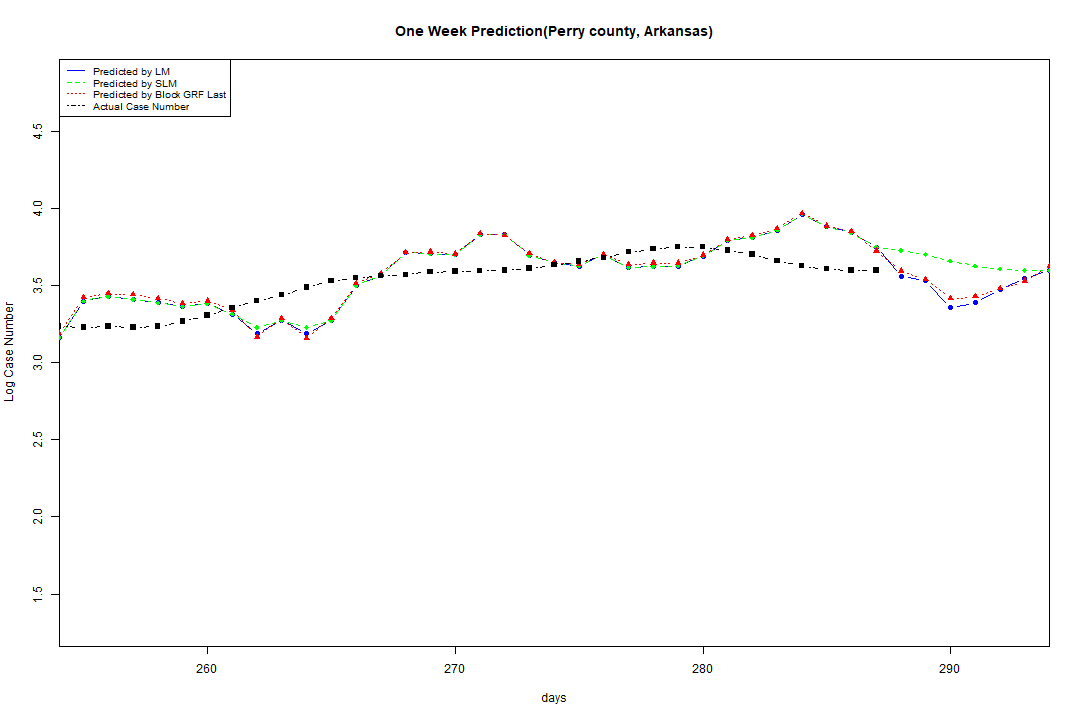 One Week Prediction(Perry county, Arkansas)
Predicted by LM
Predicted by SLM
Predicted by Block GRF Last
Actual Case Number
4.5
4.0
3.5
3.0
2.5
2.0
1.5
Log Case Number
260 270 280 290
days